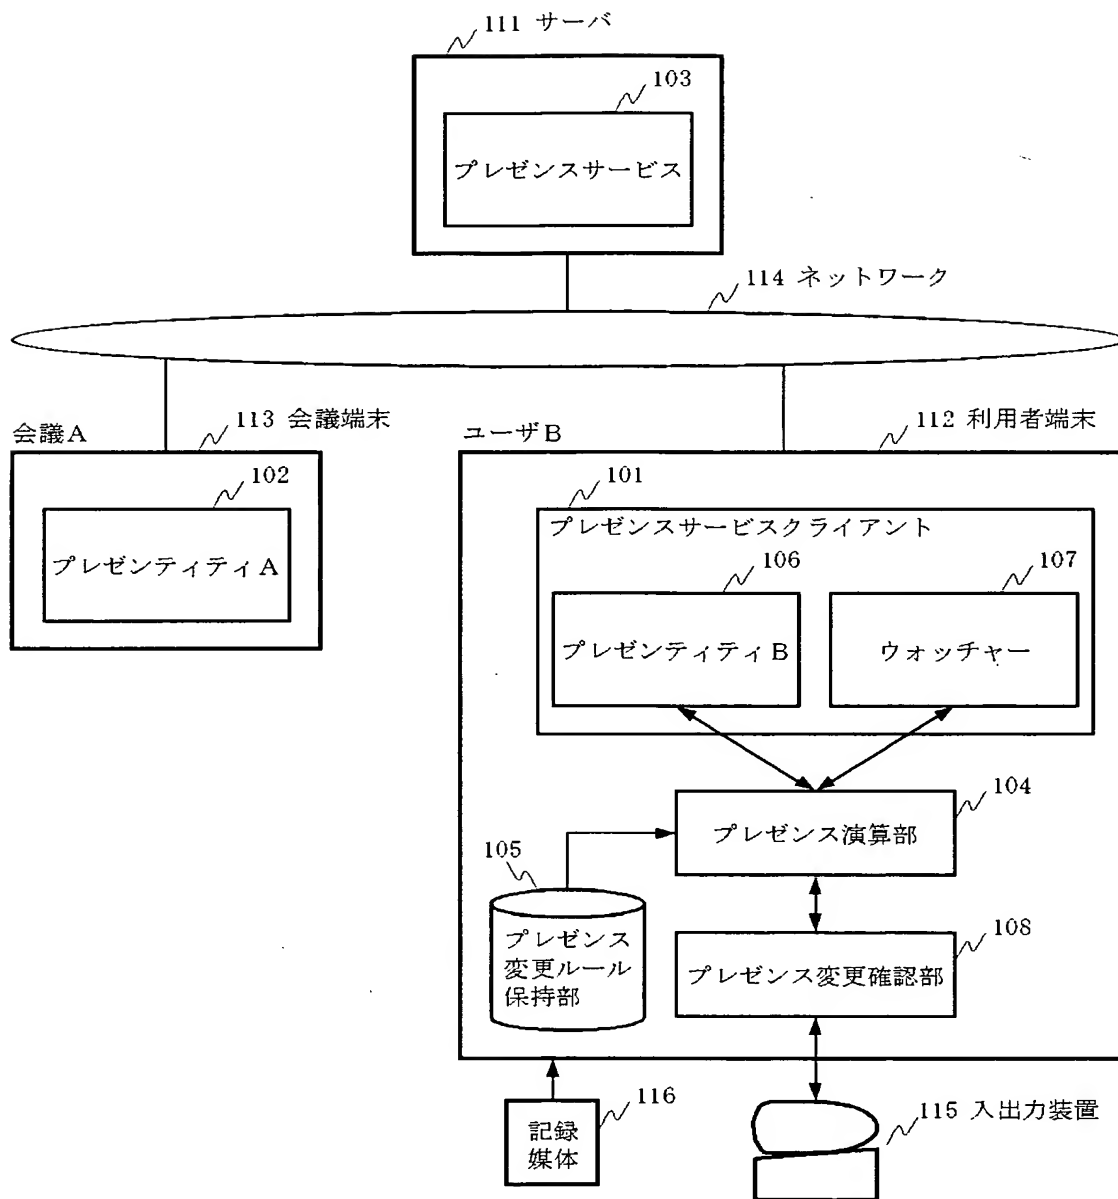 111 サーバ
103
プレゼンスサービス
114 ネットワーク
会議A
113 会議端末
102
プレゼンティティA
ユーザB
112 利用者端末
101
プレゼンスサービスクライアント
106
プレゼンティティB
107
ウォッチャー
104
プレゼンス演算部
105
プレゼンス
変更ルール
保持部
108
プレゼンス変更確認部
116
記録
媒体
115 入出力装置